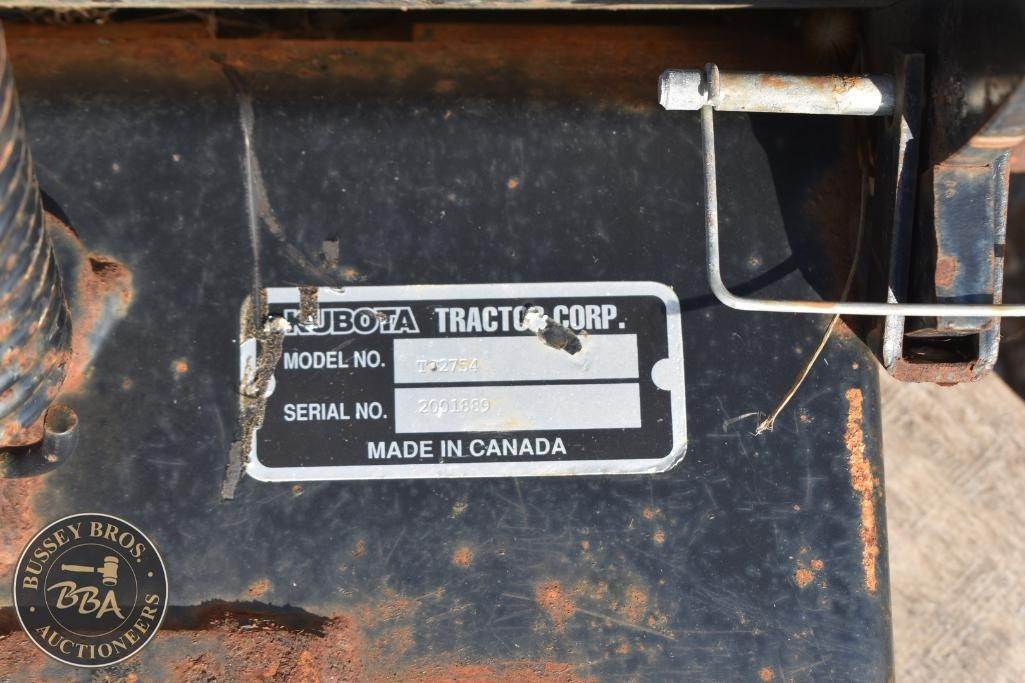 KUBOTA TRACTOR CORP.
MODEL NO.
SERIAL NO. 2001889
MADE IN CANADA
BUSSEY BROS.
BBA
AUCTIONEERS